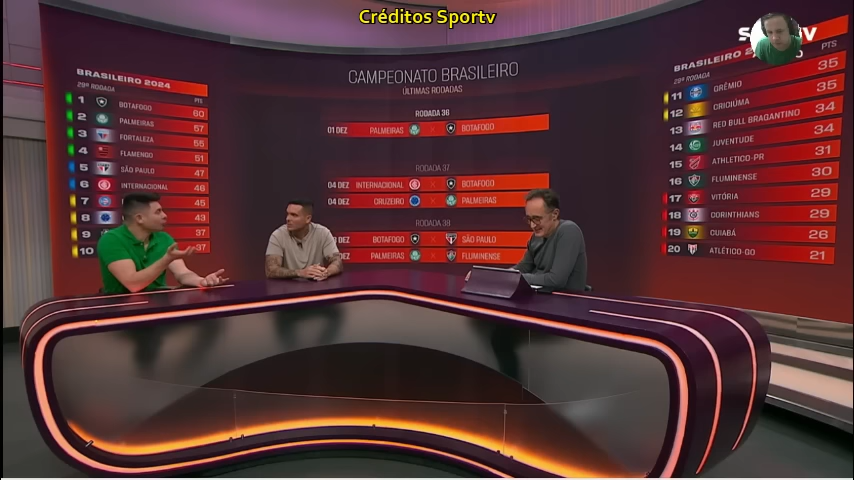 Créditos Sportv
BRASILEIRO 2024
28ª RODADA
PTS
1 BOTAFOGO 60
2 PALMEIRAS 57
3 FORTALEZA 55
4 FLAMENGO 51
5 SÃO PAULO 47
6 INTERNACIONAL 46
7 45
8 43
9 37
10 37
CAMPEONATO BRASILEIRO
ÚLTIMAS RODADAS
RODADA 36
01 DEZ PALMEIRAS X BOTAFOGO
RODADA 37
04 DEZ INTERNACIONAL X BOTAFOGO
04 DEZ CRUZEIRO X PALMEIRAS
RODADA 38
DEZ BOTAFOGO X SÃO PAULO
DEZ PALMEIRAS X FLUMINENSE
BRASILEIRO
28ª RODADA
PTS
11 GRÊMIO 35
12 CRICIÚMA 35
13 RED BULL BRAGANTINO 34
14 JUVENTUDE 34
15 ATHLETICO-PR 31
16 FLUMINENSE 30
17 VITÓRIA 29
18 CORINTHIANS 29
19 CUIABÁ 26
20 ATLÉTICO-GO 21